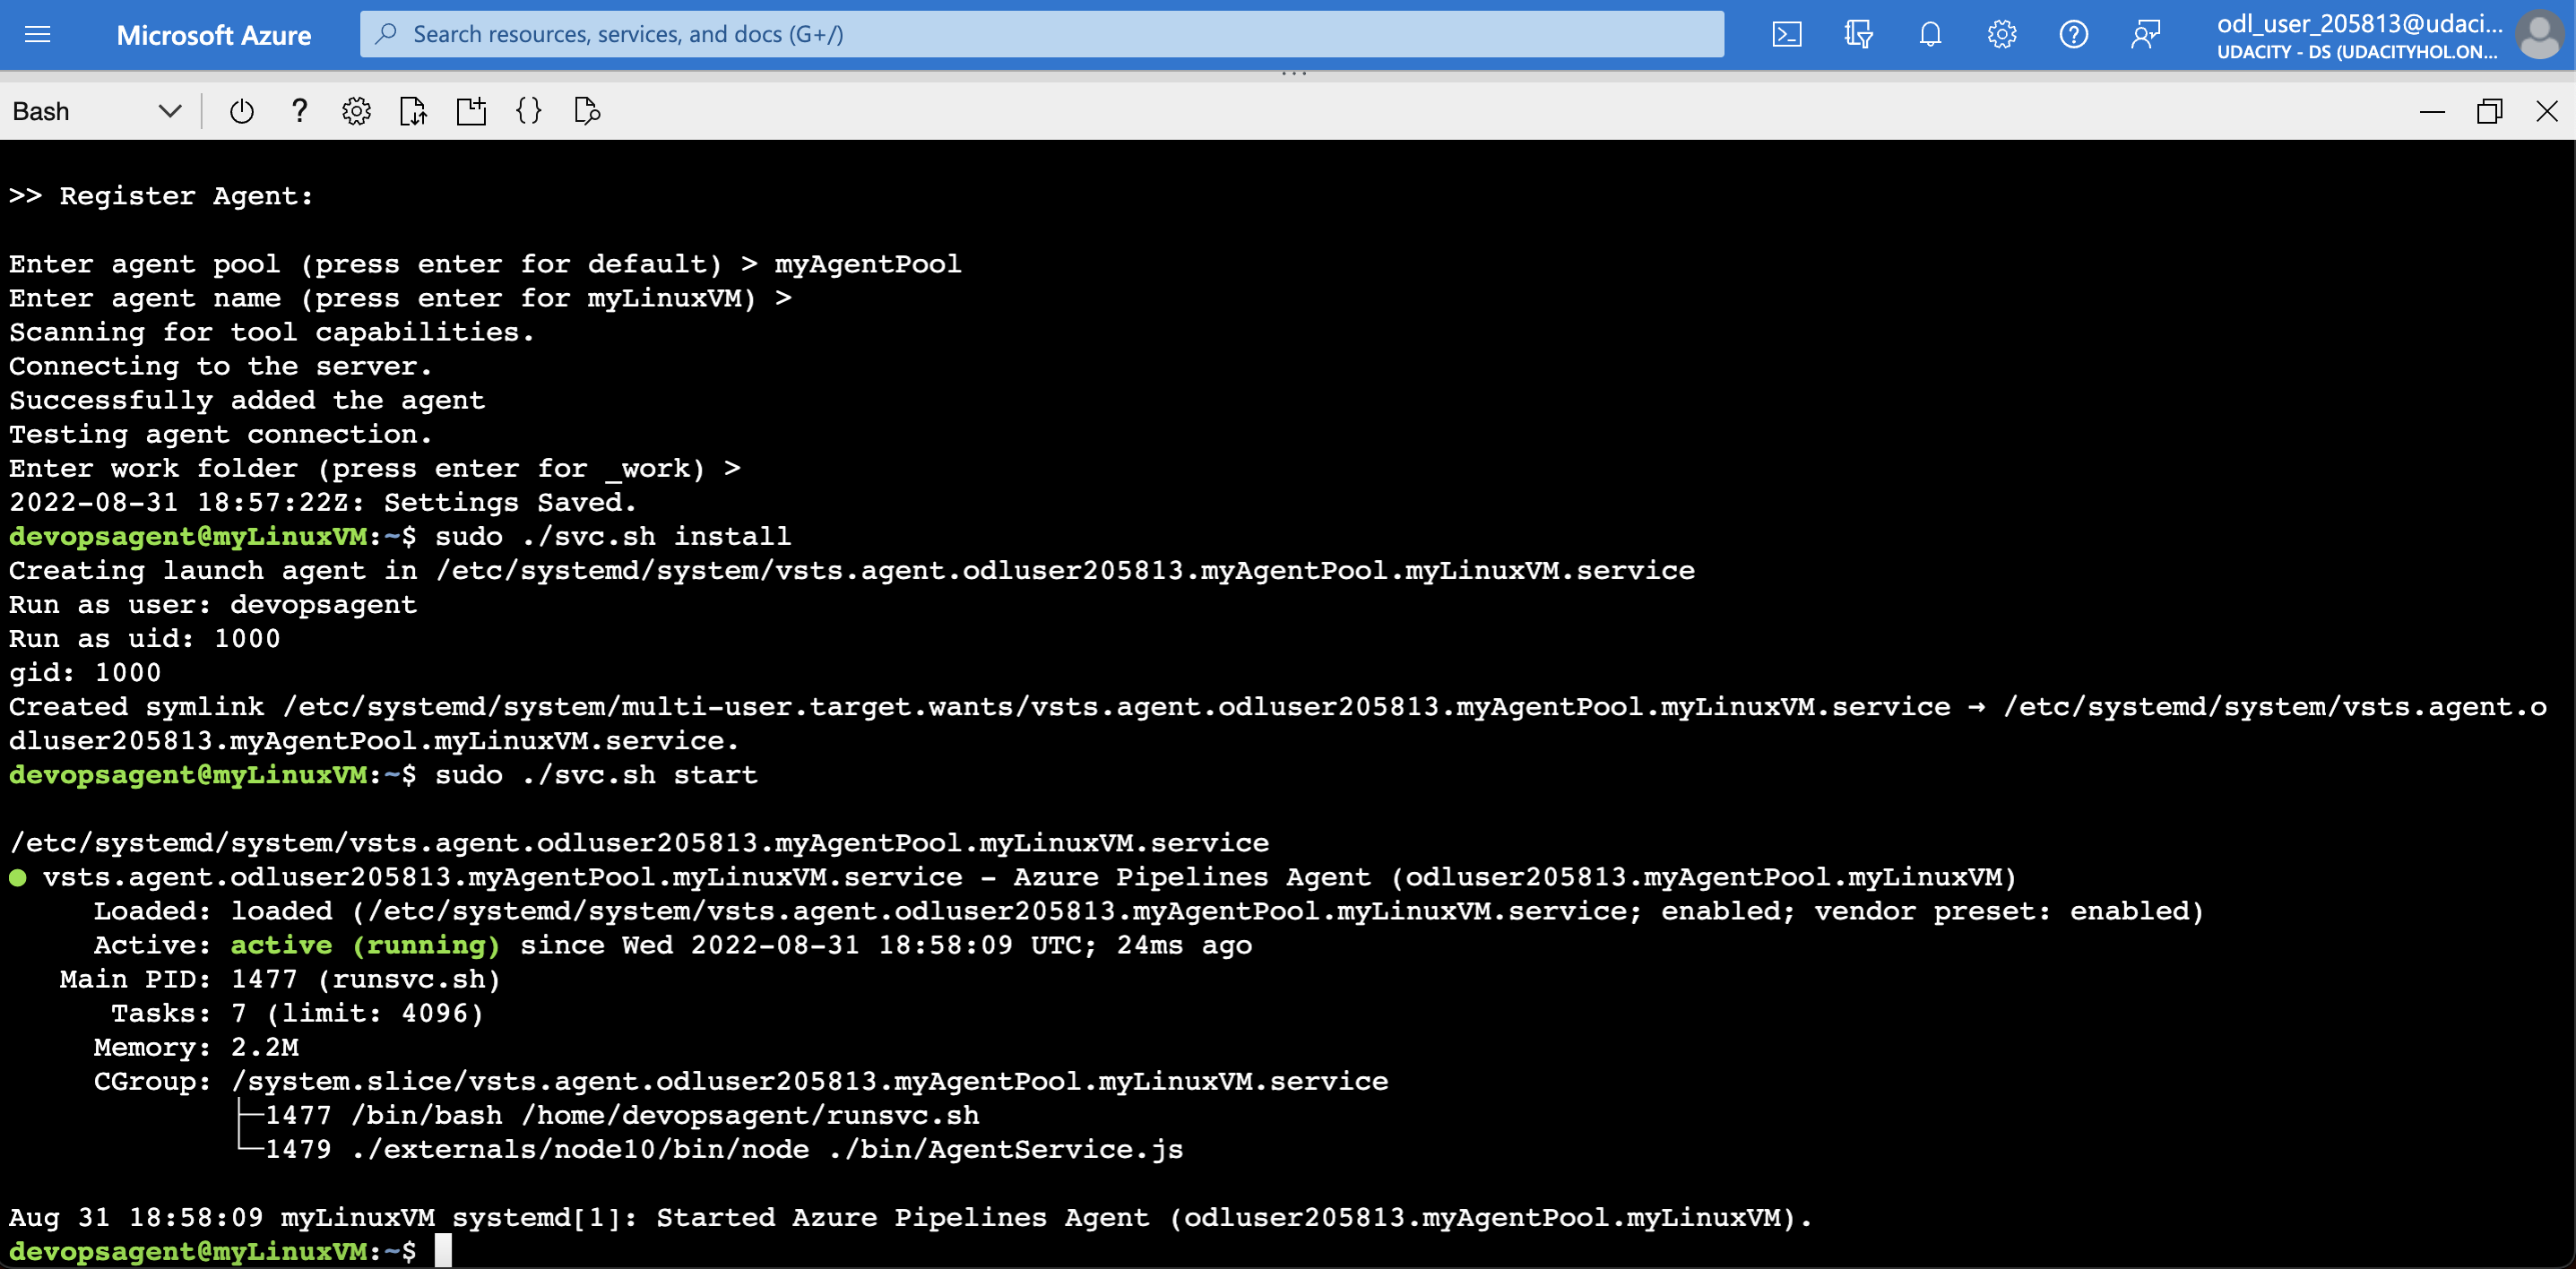 Microsoft Azure
Search resources, services, and docs (G+/)
odl_user_205813@udaci...
UDACITY - DS (UDACITYHOL.ON...
Bash
>> Register Agent:
Enter agent pool (press enter for default) > myAgentPool
Enter agent name (press enter for myLinuxVM) >
Scanning for tool capabilities.
Connecting to the server.
Successfully added the agent
Testing agent connection.
Enter work folder (press enter for _work) >
2022-08-31 18:57:22Z: Settings Saved.
devopsagent@myLinuxVM:~$ sudo ./svc.sh install
Creating launch agent in /etc/systemd/system/vsts.agent.odluser205813.myAgentPool.myLinuxVM.service
Run as user: devopsagent
Run as uid: 1000
gid: 1000
Created symlink /etc/systemd/system/multi-user.target.wants/vsts.agent.odluser205813.myAgentPool.myLinuxVM.service → /etc/systemd/system/vsts.agent.o
dluser205813.myAgentPool.myLinuxVM.service.
devopsagent@myLinuxVM:~$ sudo ./svc.sh start
/etc/systemd/system/vsts.agent.odluser205813.myAgentPool.myLinuxVM.service
● vsts.agent.odluser205813.myAgentPool.myLinuxVM.service - Azure Pipelines Agent (odluser205813.myAgentPool.myLinuxVM)
Loaded: loaded (/etc/systemd/system/vsts.agent.odluser205813.myAgentPool.myLinuxVM.service; enabled; vendor preset: enabled)
Active: active (running) since Wed 2022-08-31 18:58:09 UTC; 24ms ago
Main PID: 1477 (runsvc.sh)
Tasks: 7 (limit: 4096)
Memory: 2.2M
CGroup: /system.slice/vsts.agent.odluser205813.myAgentPool.myLinuxVM.service
├─1477 /bin/bash /home/devopsagent/runsvc.sh
└─1479 ./externals/node10/bin/node ./bin/AgentService.js
Aug 31 18:58:09 myLinuxVM systemd[1]: Started Azure Pipelines Agent (odluser205813.myAgentPool.myLinuxVM).
devopsagent@myLinuxVM:~$